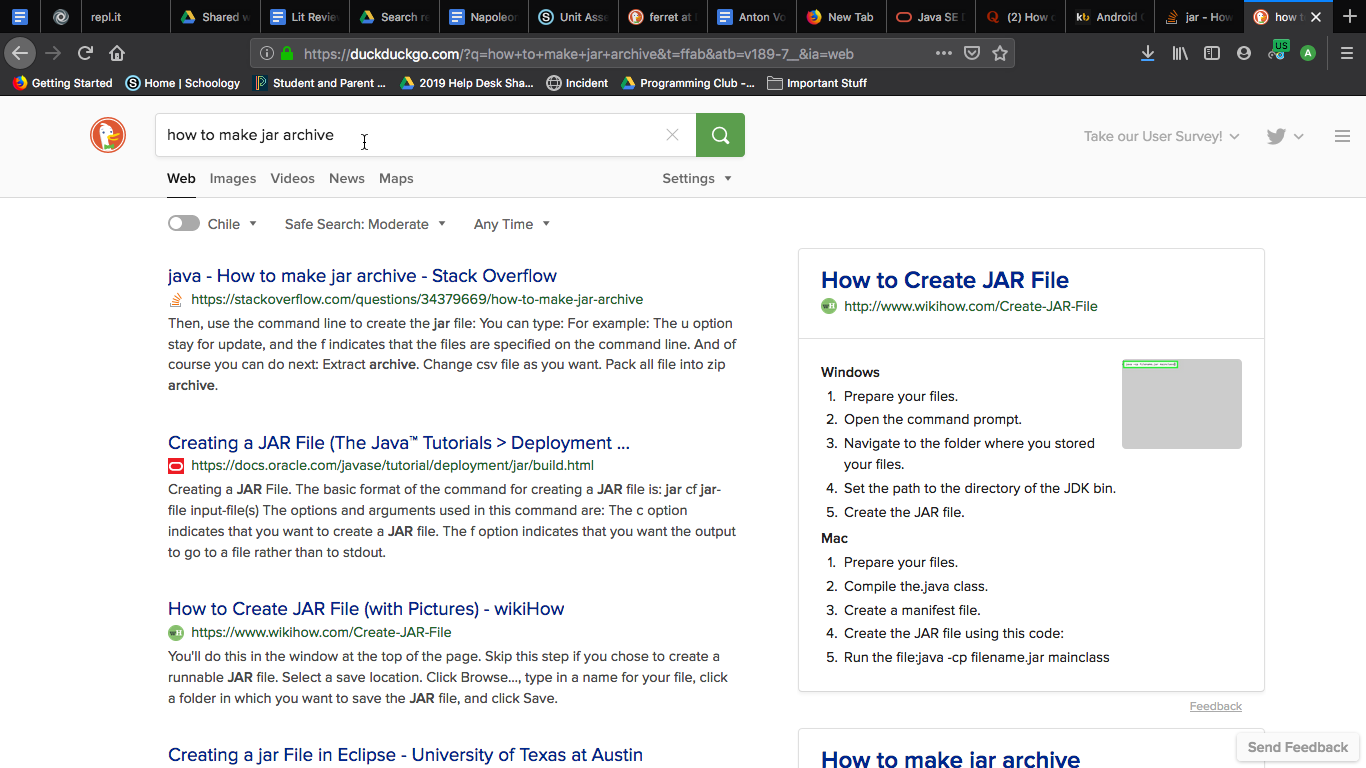 repl.it
Shared w
Lit Review
Search re
Napoleon
Unit Asse
ferret at
Anton Vo
New Tab
Java SE D
(2) How d
Android
jar - How
how to
https://duckduckgo.com/?q=how+to+make+jar+archive&t=ffab&atb=v189-7__&ia=web
US
A
Getting Started
Home | Schoology
Student and Parent ...
2019 Help Desk Sha...
Incident
Programming Club -...
Important Stuff
how to make jar archive
Take our User Survey!
Web
Images
Videos
News
Maps
Settings
Chile
Safe Search: Moderate
Any Time
java - How to make jar archive - Stack Overflow
https://stackoverflow.com/questions/34379669/how-to-make-jar-archive
Then, use the command line to create the jar file: You can type: For example: The u option
stay for update, and the f indicates that the files are specified on the command line. And of
course you can do next: Extract archive. Change csv file as you want. Pack all file into zip
archive.
Creating a JAR File (The Java™ Tutorials > Deployment ...
https://docs.oracle.com/javase/tutorial/deployment/jar/build.html
Creating a JAR File. The basic format of the command for creating a JAR file is: jar cf jar-
file input-file(s) The options and arguments used in this command are: The c option
indicates that you want to create a JAR file. The f option indicates that you want the output
to go to a file rather than to stdout.
How to Create JAR File (with Pictures) - wikiHow
https://www.wikihow.com/Create-JAR-File
You'll do this in the window at the top of the page. Skip this step if you chose to create a
runnable JAR file. Select a save location. Click Browse..., type in a name for your file, click
a folder in which you want to save the JAR file, and click Save.
Creating a jar File in Eclipse - University of Texas at Austin
How to Create JAR File
http://www.wikihow.com/Create-JAR-File
Windows
1. Prepare your files.
2. Open the command prompt.
3. Navigate to the folder where you stored
your files.
4. Set the path to the directory of the JDK bin.
5. Create the JAR file.
Mac
1. Prepare your files.
2. Compile the.java class.
3. Create a manifest file.
4. Create the JAR file using this code:
5. Run the file:java -cp filename.jar mainclass
Feedback
How to make jar archive
Send Feedback